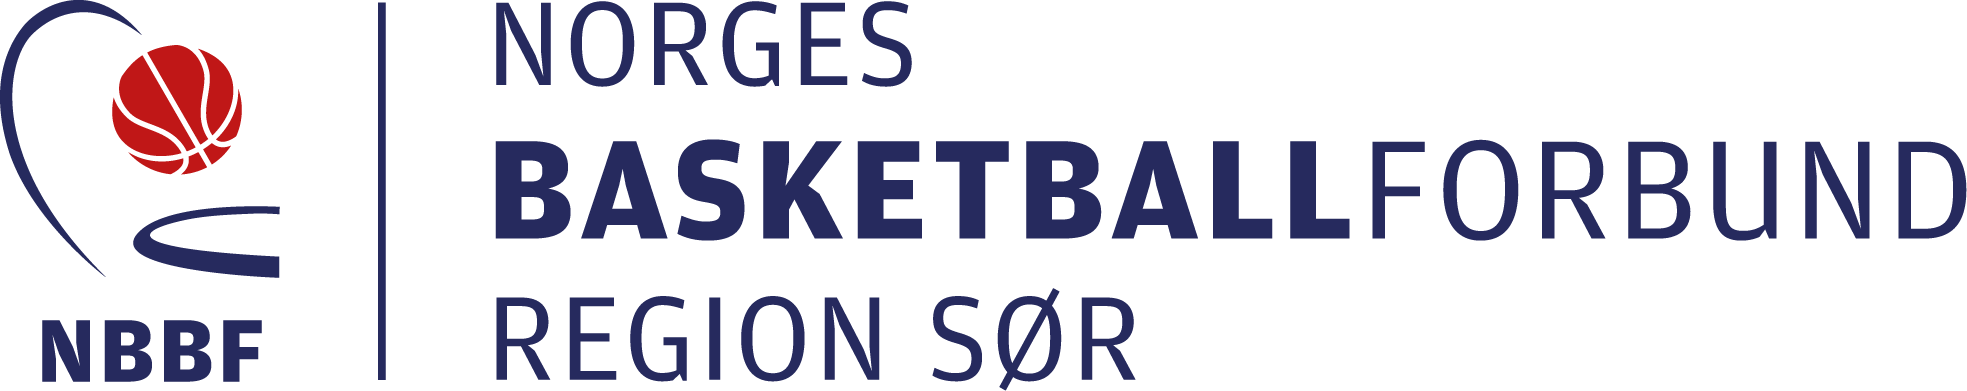 NBBF
NORGES
BASKETBALLFORBUND
REGION SØR